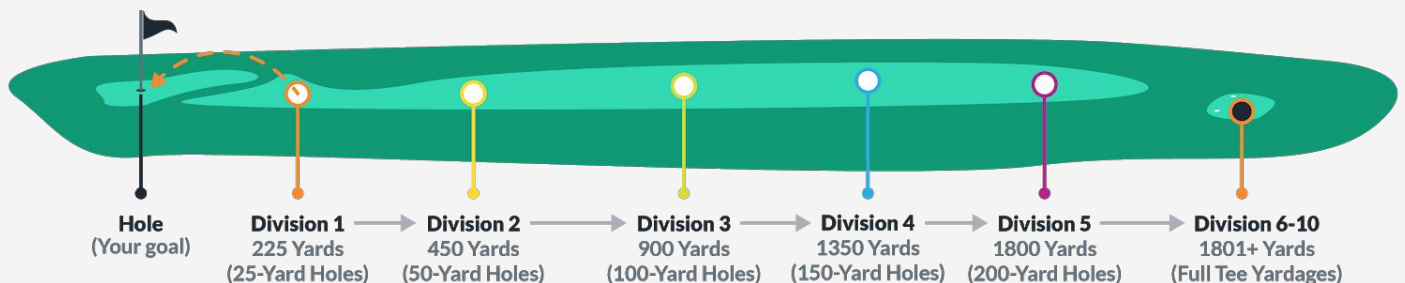 Hole
(Your goal)
Division 1
225 Yards
(25-Yard Holes)
Division 2
450 Yards
(50-Yard Holes)
Division 3
900 Yards
(100-Yard Holes)
Division 4
1350 Yards
(150-Yard Holes)
Division 5
1800 Yards
(200-Yard Holes)
Division 6-10
1801+ Yards
(Full Tee Yardages)